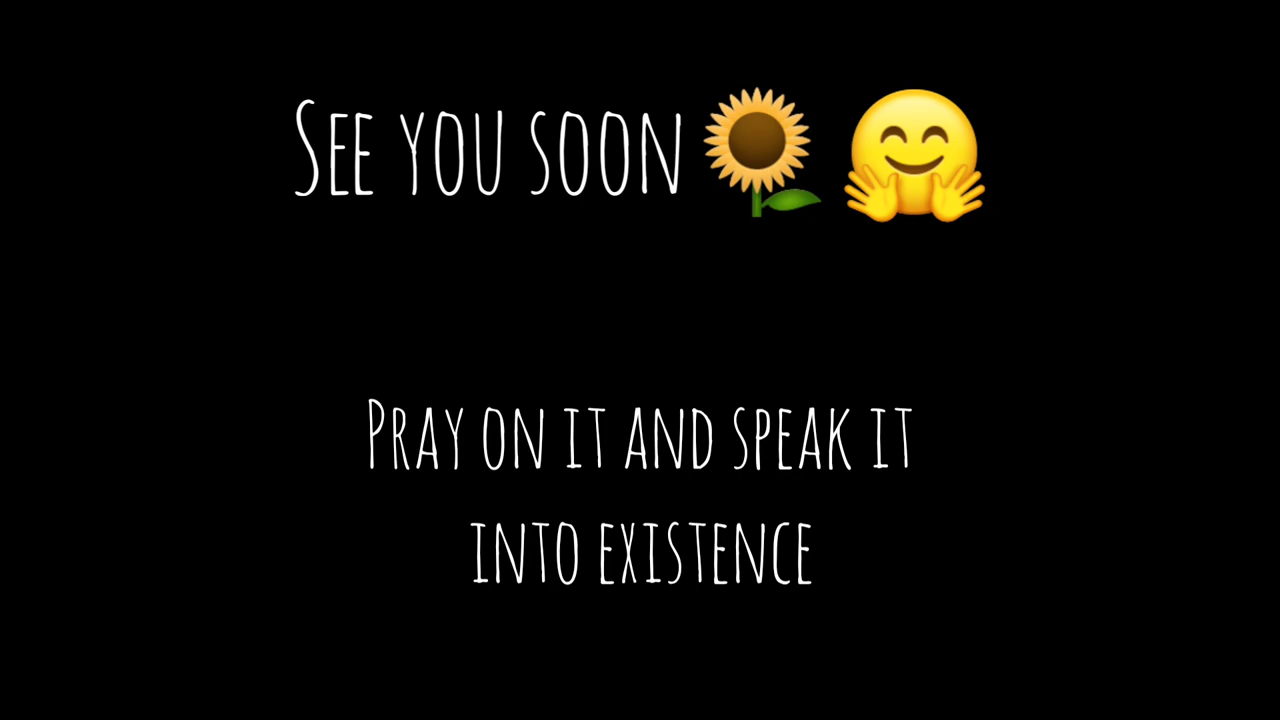 See you soon 🌻 🤗
Pray on it and speak it
into existence